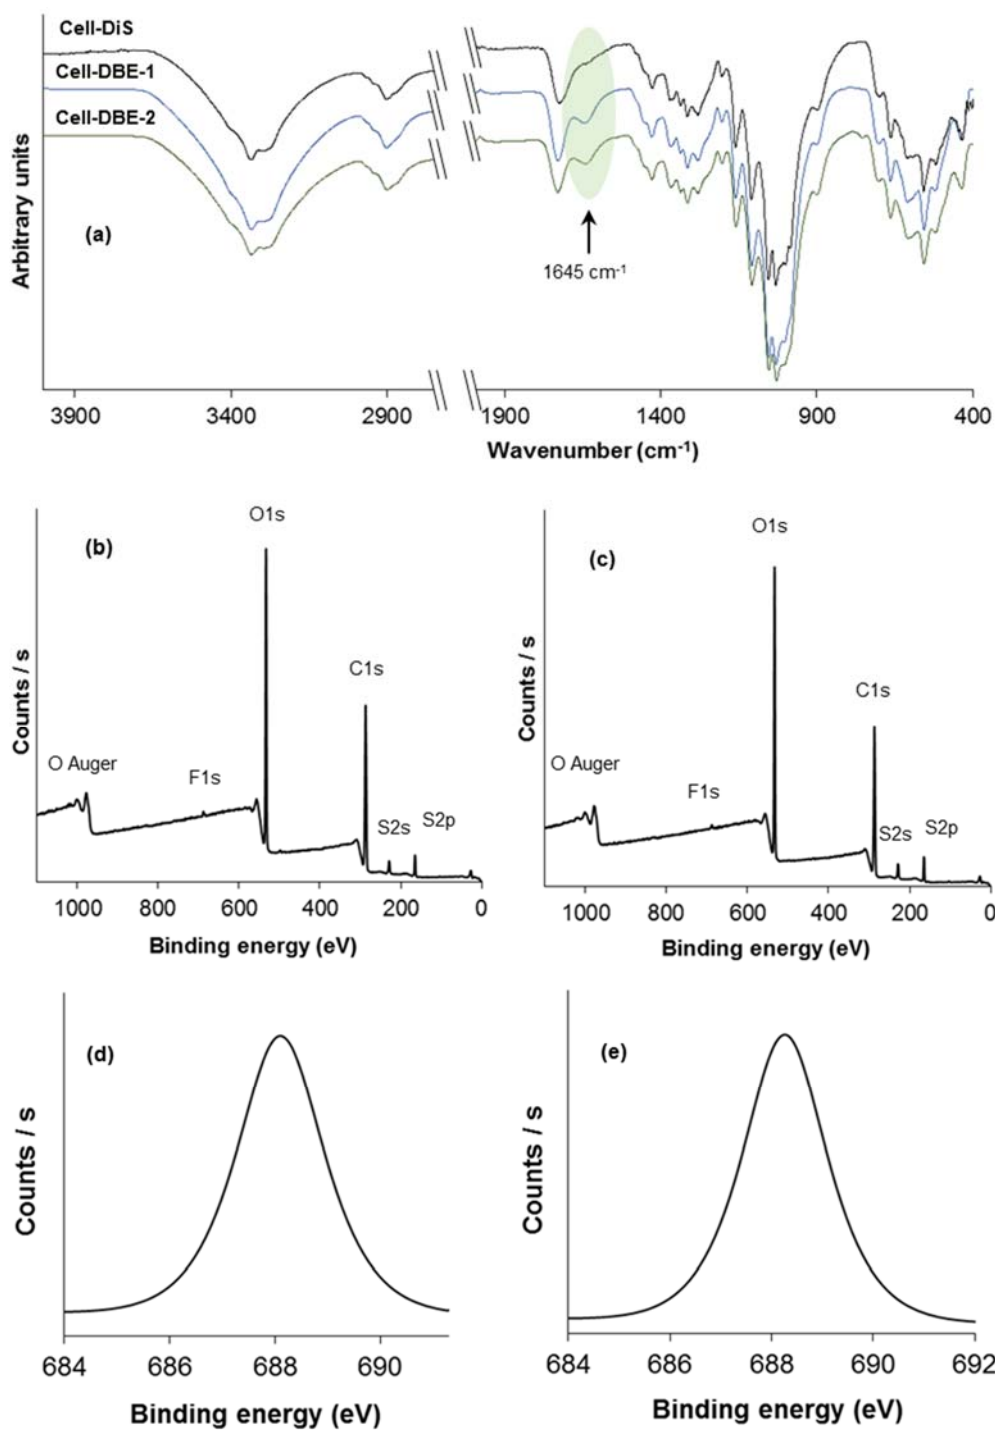 Cell-DiS
Cell-DBE-1
Cell-DBE-2
Arbitrary units
(a)
1645 cm⁻¹
3900 3400 2900 1900 1400 900 400
Wavenumber (cm⁻¹)
O1s
(b)
C1s
O Auger
F1s
S2s
S2p
Counts / s
1000 800 600 400 200 0
Binding energy (eV)
O1s
(c)
C1s
O Auger
F1s
S2s
S2p
Counts / s
1000 800 600 400 200 0
Binding energy (eV)
(d)
Counts / s
684 686 688 690
Binding energy (eV)
(e)
Counts / s
684 686 688 690 692
Binding energy (eV)